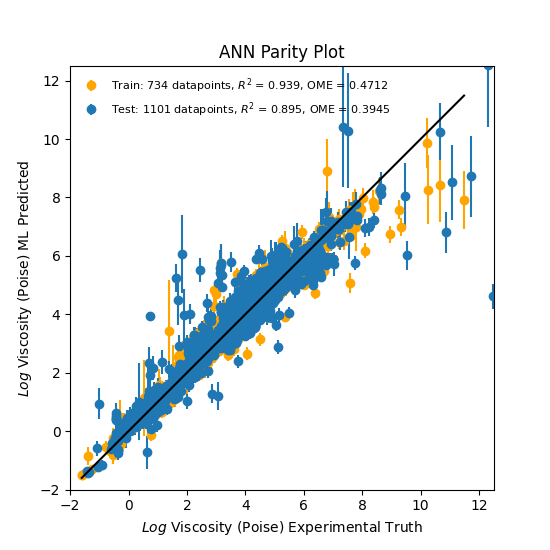 ANN Parity Plot
Train: 734 datapoints, R² = 0.939, OME = 0.4712
Test: 1101 datapoints, R² = 0.895, OME = 0.3945
Log Viscosity (Poise) ML Predicted
12
10
8
6
4
2
0
−2
−2 0 2 4 6 8 10 12
Log Viscosity (Poise) Experimental Truth